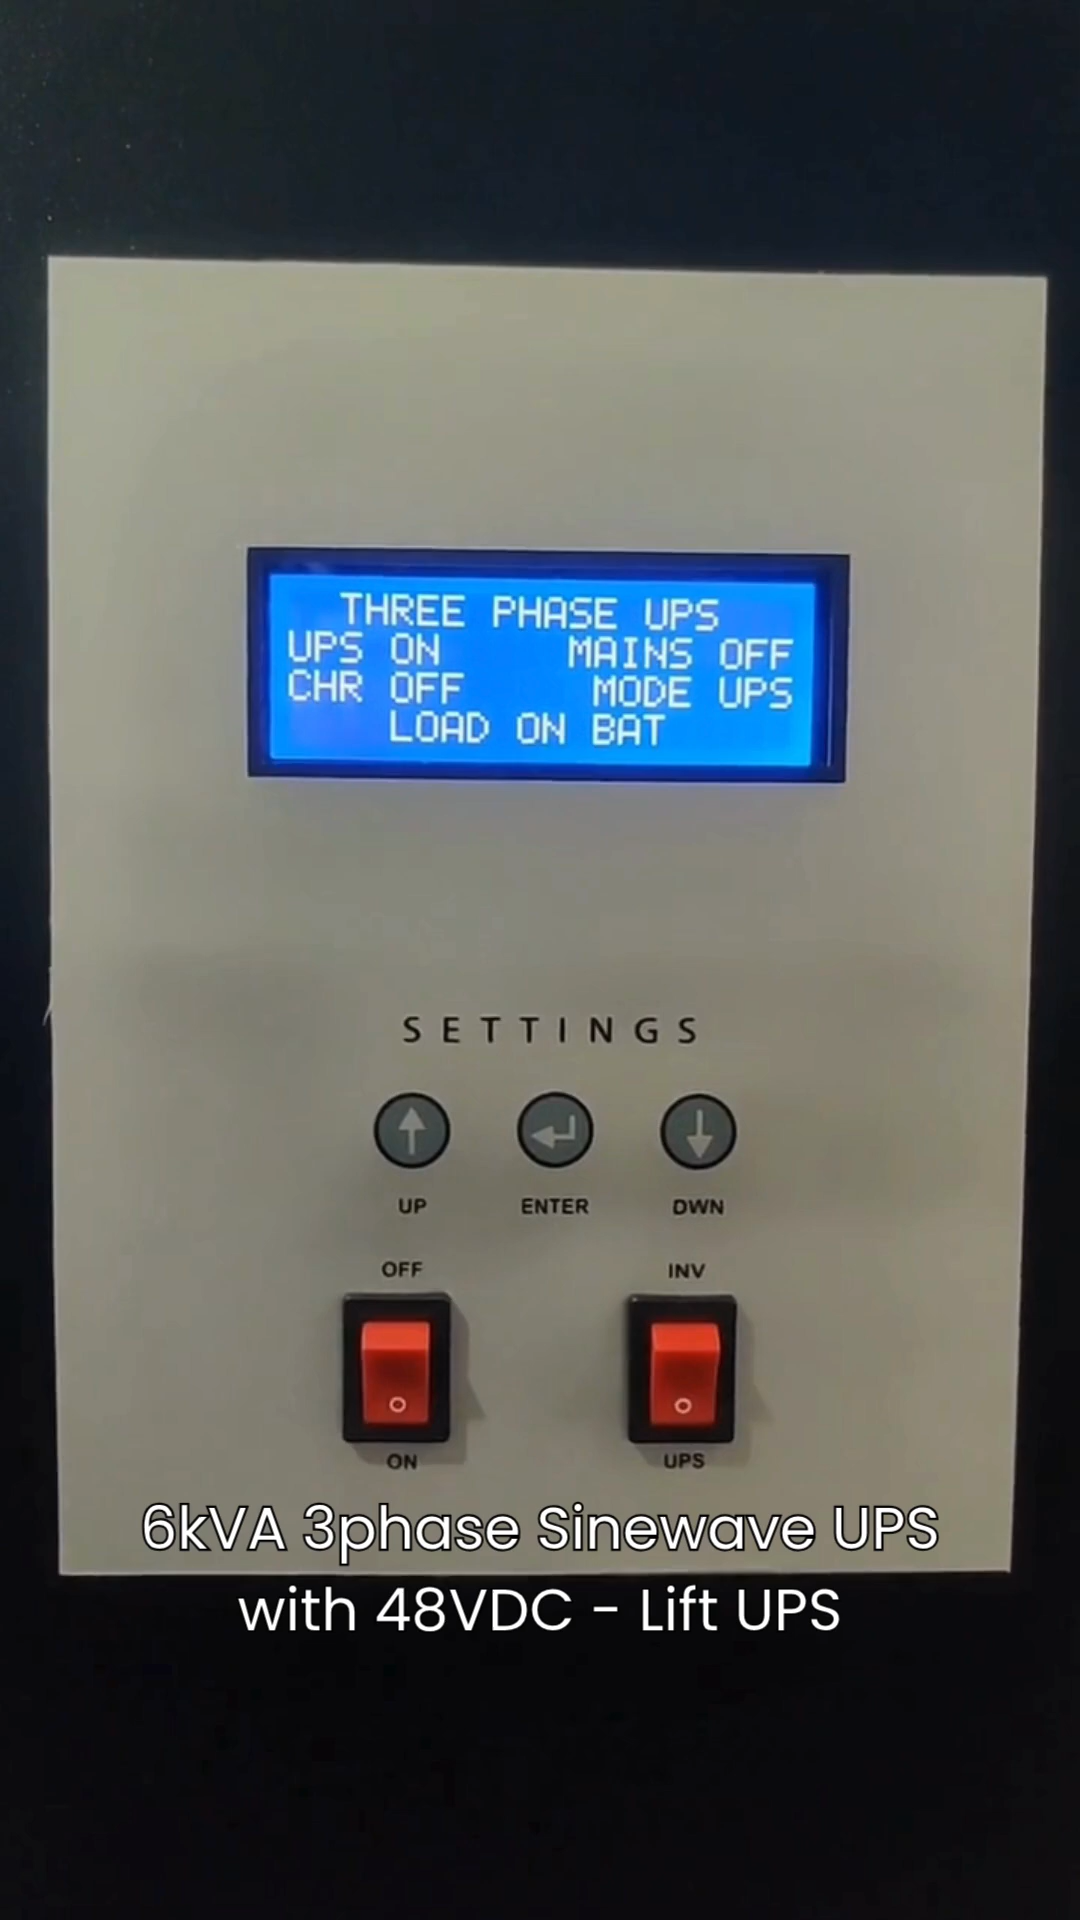 THREE PHASE UPS
UPS ON MAINS OFF
CHR OFF MODE UPS
LOAD ON BAT
SETTINGS
UP ENTER DWN
OFF INV
ON UPS
6kVA 3phase Sinewave UPS
with 48VDC - Lift UPS